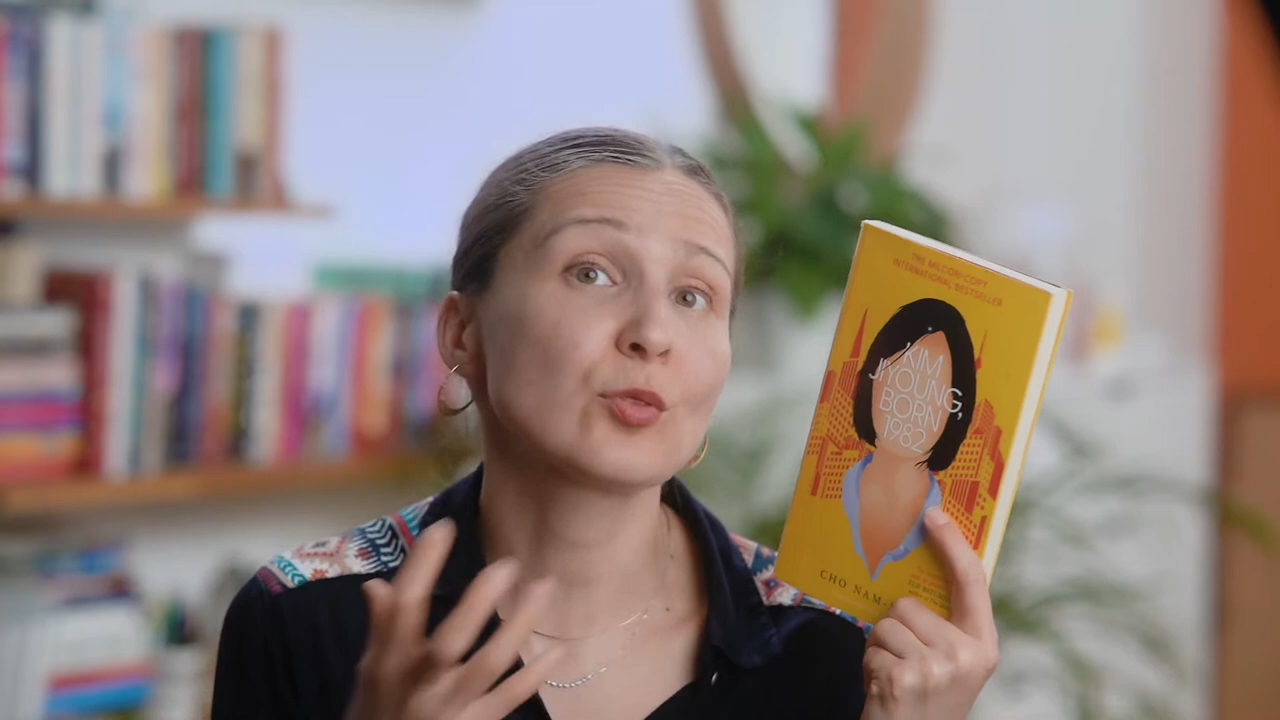 THE MILLION-COPY
INTERNATIONAL BESTSELLER
KIM
JIYOUNG,
BORN
1982
CHO NAM-